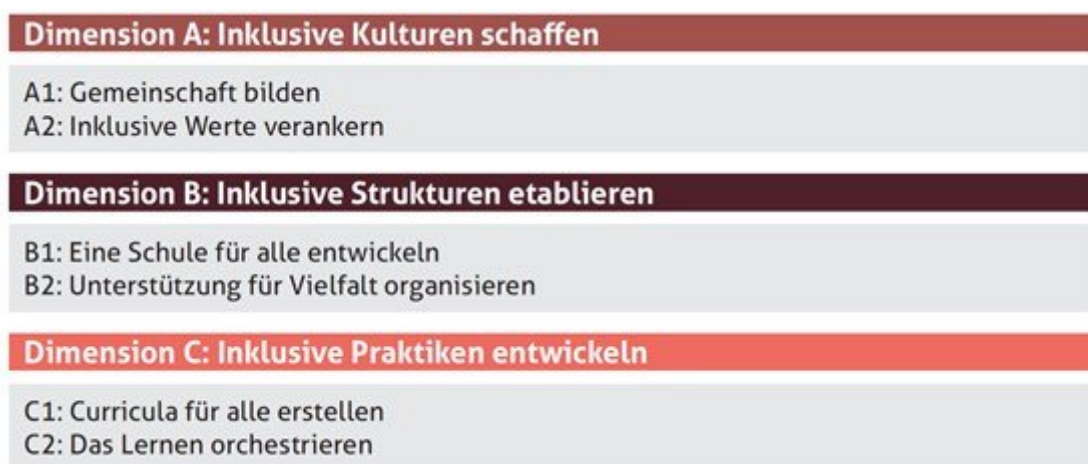 Dimension A: Inklusive Kulturen schaffen
A1: Gemeinschaft bilden
A2: Inklusive Werte verankern
Dimension B: Inklusive Strukturen etablieren
B1: Eine Schule für alle entwickeln
B2: Unterstützung für Vielfalt organisieren
Dimension C: Inklusive Praktiken entwickeln
C1: Curricula für alle erstellen
C2: Das Lernen orchestrieren